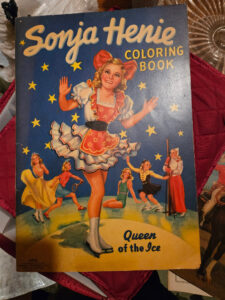 Sonja Henie
COLORING
BOOK
Queen
of the Ice